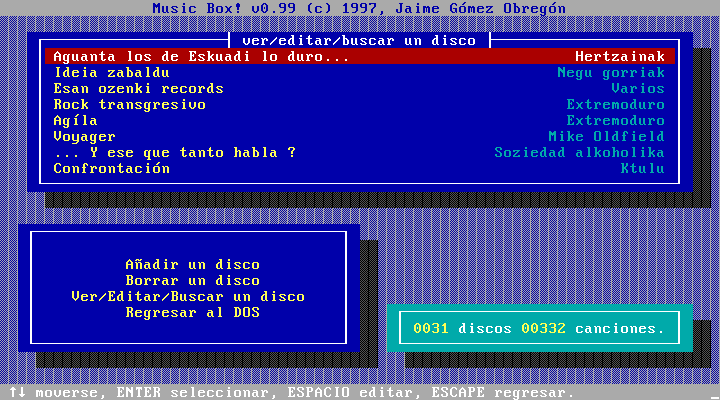 Music Box! v0.99 (c) 1997, Jaime Gómez Obregón
ver/editar/buscar un disco
Aguanta los de Eskuadi lo duro... Hertzainak
Ideia zabaldu Negu gorriak
Esan ozenki records Varios
Rock transgresivo Extremoduro
Agíla Extremoduro
Voyager Mike Oldfield
... Y ese que tanto habla ? Soziedad alkoholika
Confrontación Ktulu
Añadir un disco
Borrar un disco
Ver/Editar/Buscar un disco
Regresar al DOS
0031 discos 00332 canciones.
↑↓ moverse, ENTER seleccionar, ESPACIO editar, ESCAPE regresar.